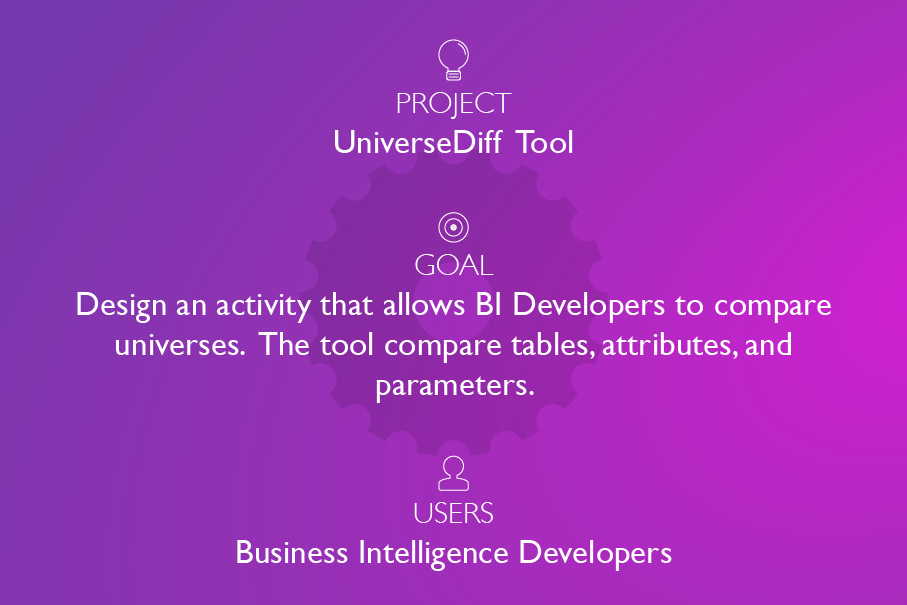 PROJECT
UniverseDiff Tool
GOAL
Design an activity that allows BI Developers to compare
universes. The tool compare tables, attributes, and
parameters.
USERS
Business Intelligence Developers